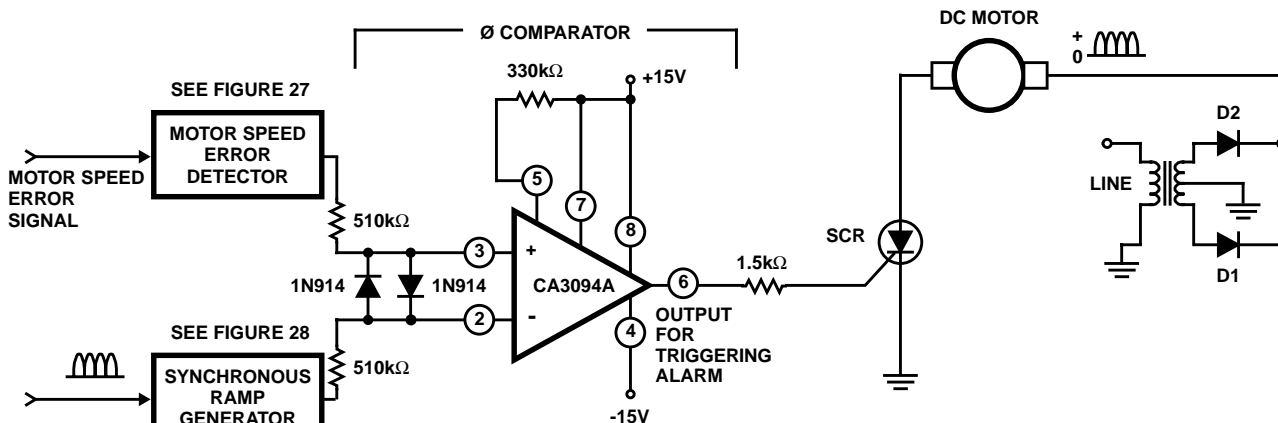 Ø COMPARATOR
DC MOTOR
+
0
330kΩ
+15V
SEE FIGURE 27
MOTOR SPEED
ERROR
DETECTOR
MOTOR SPEED
ERROR
SIGNAL
510kΩ
5
7
8
3
+
1N914
1N914
CA3094A
6
1.5kΩ
SCR
2
-
4
OUTPUT
FOR
TRIGGERING
ALARM
-15V
SEE FIGURE 28
510kΩ
SYNCHRONOUS
RAMP
GENERATOR
D2
LINE
D1